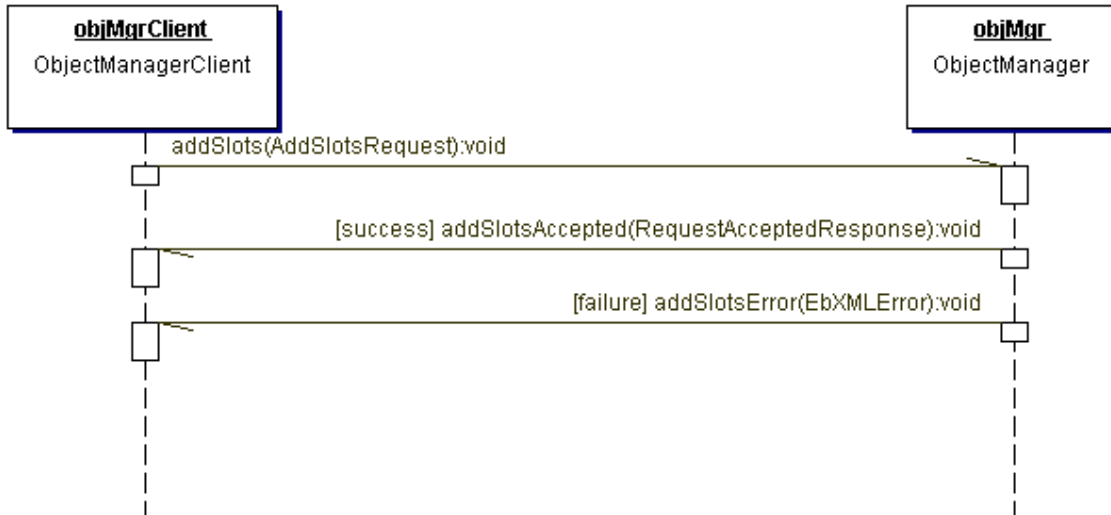 objMgrClient
ObjectManagerClient
objMgr
ObjectManager
addSlots(AddSlotsRequest):void
[success] addSlotsAccepted(RequestAcceptedResponse):void
[failure] addSlotsError(EbXMLError):void